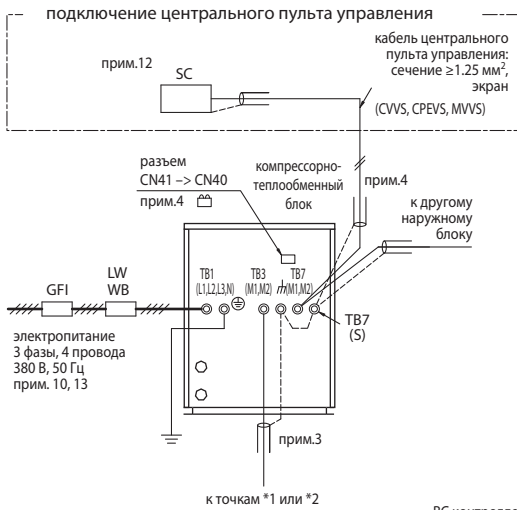 подключение центрального пульта управления
кабель центрального
пульта управления:
сечение ≥1.25 мм²,
экран
(CVVS, CPEVS, MVVS)
прим.12
SC
разъем
CN41 –> CN40
прим.4
компрессорно-
теплообменный
блок
прим.4
к другому
наружному
блоку
TB1
(L1,L2,L3,N)
TB3
(M1,M2)
TB7
(M1,M2)
TB7
(S)
GFI
LW
WB
электропитание
3 фазы, 4 провода
380 В, 50 Гц
прим. 10, 13
прим.3
к точкам *1 или *2